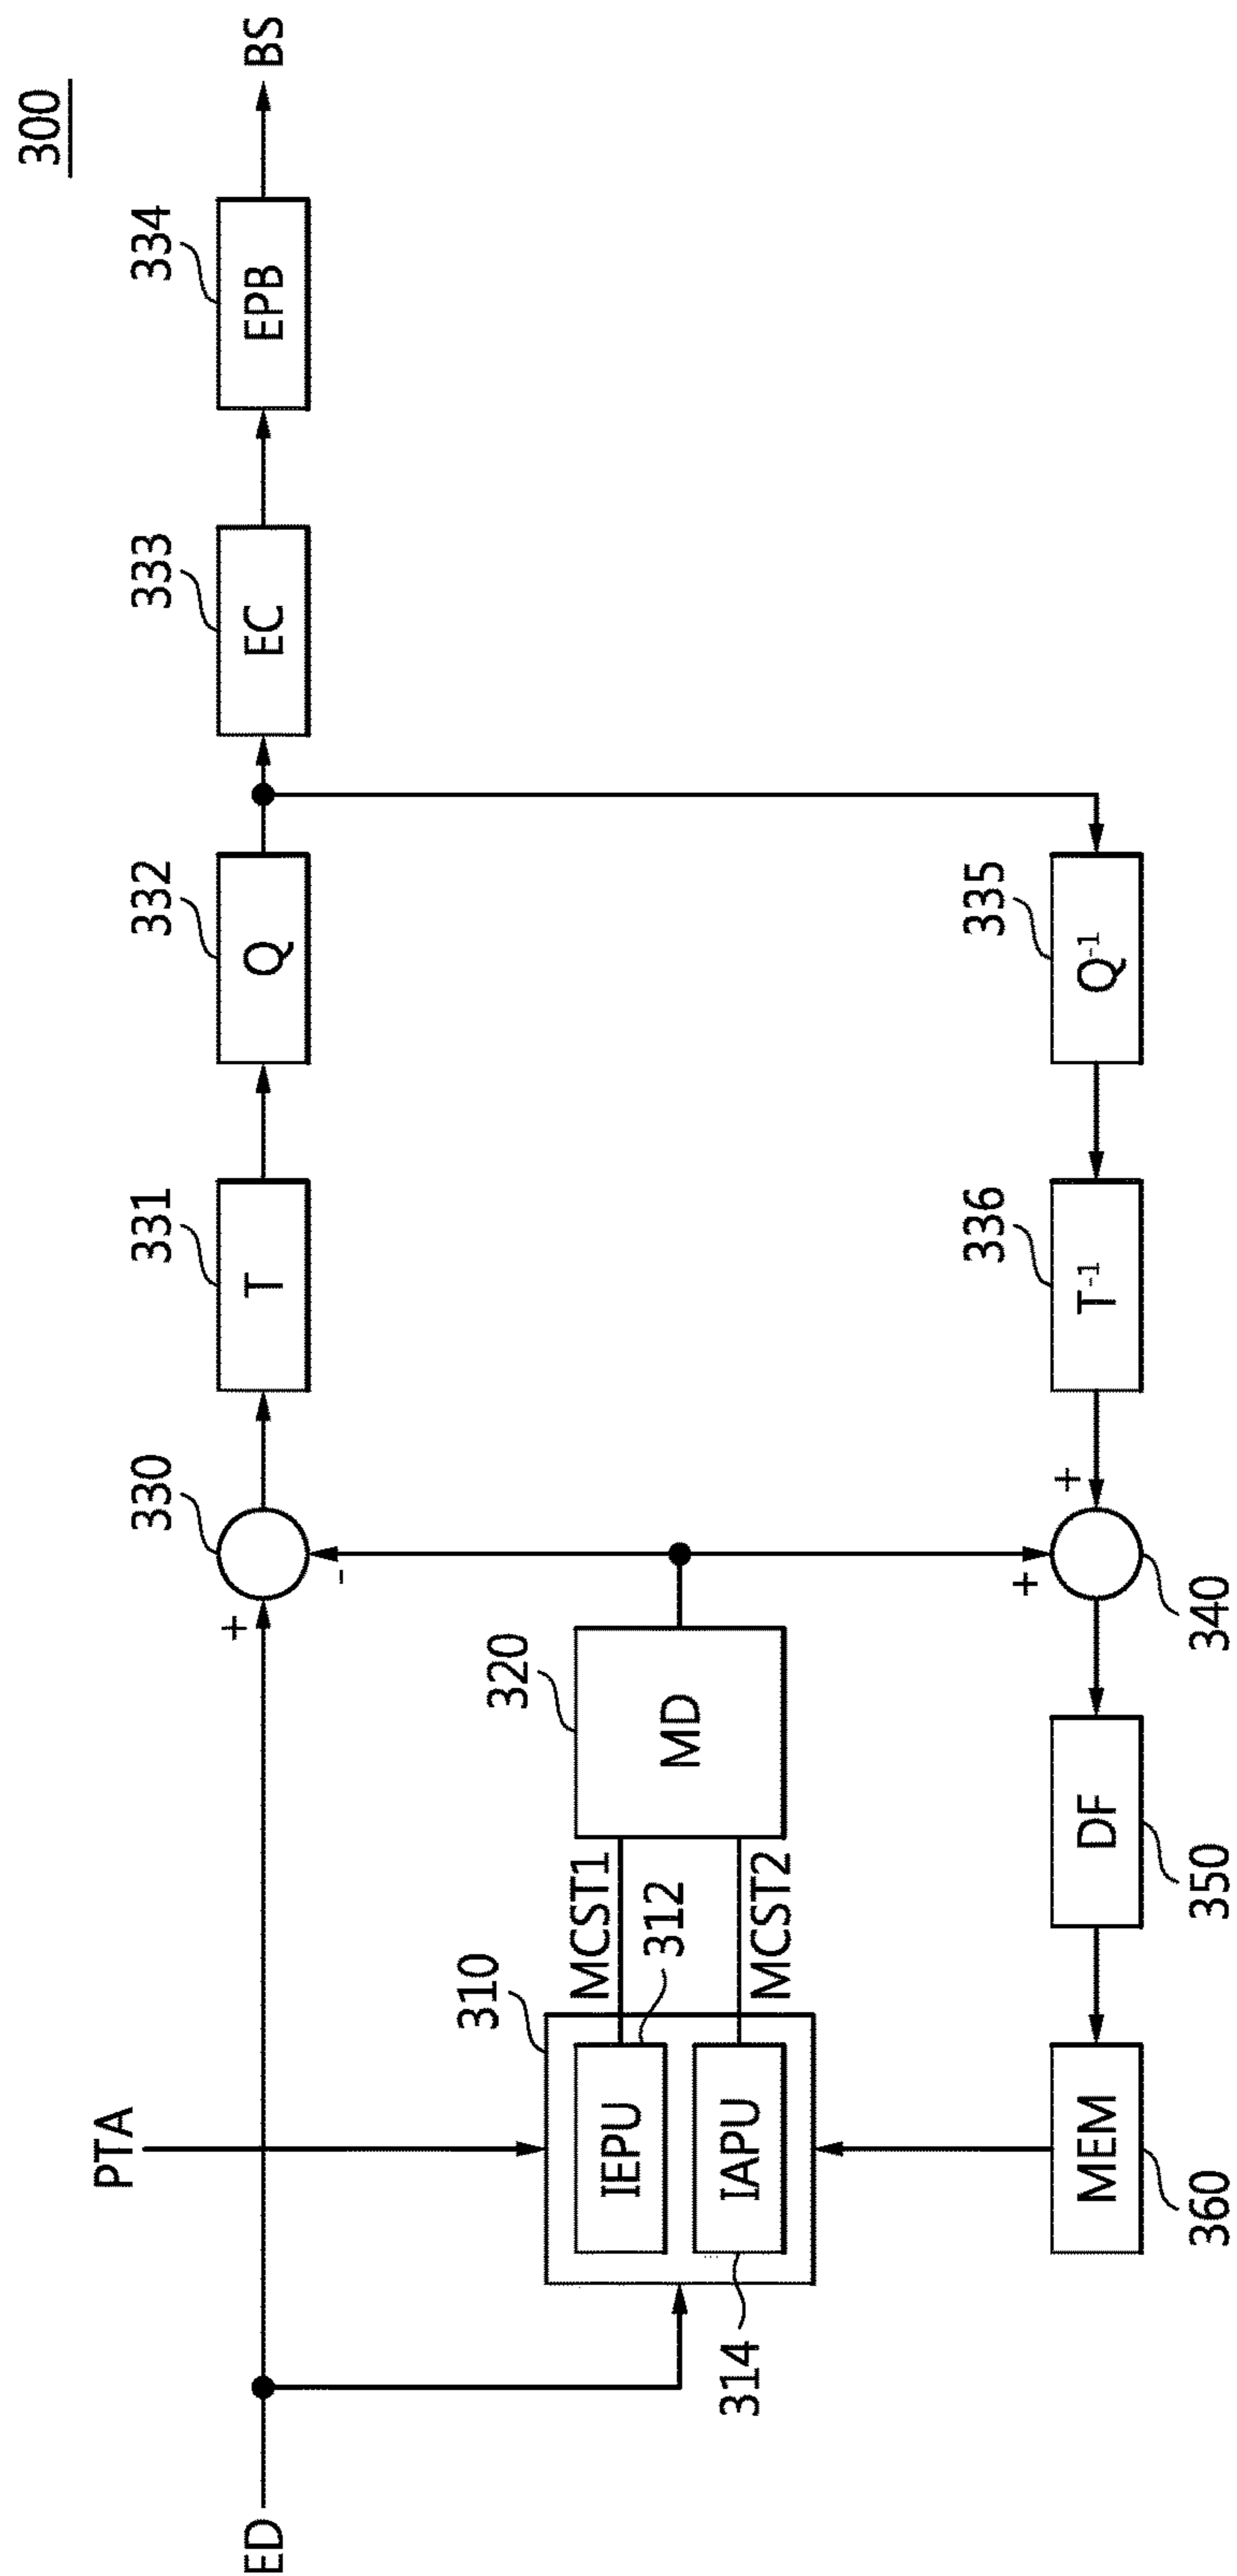 300
ED
PTA
+
-
330
T
331
Q
332
EC
333
EPB
334
BS
310
IEPU
312
IAPU
314
MCST1
MCST2
MD
320
+
+
340
T-1
336
Q-1
335
DF
350
MEM
360